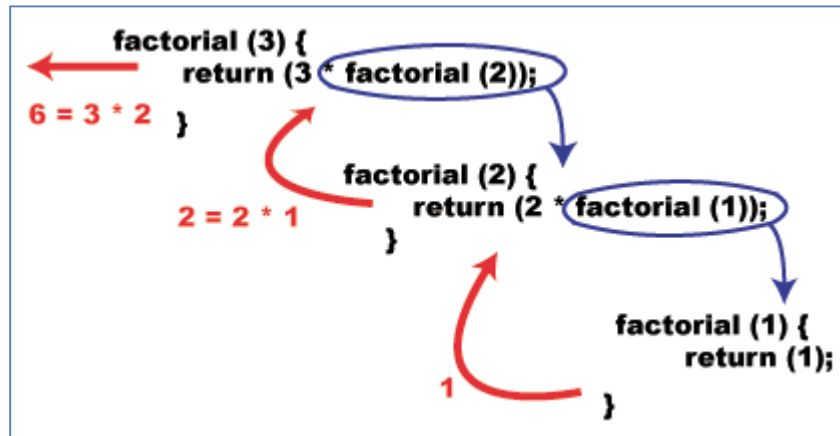 factorial (3) {
return (3 * factorial (2));
6 = 3 * 2
}
factorial (2) {
return (2 * factorial (1));
2 = 2 * 1
}
factorial (1) {
return (1);
1
}